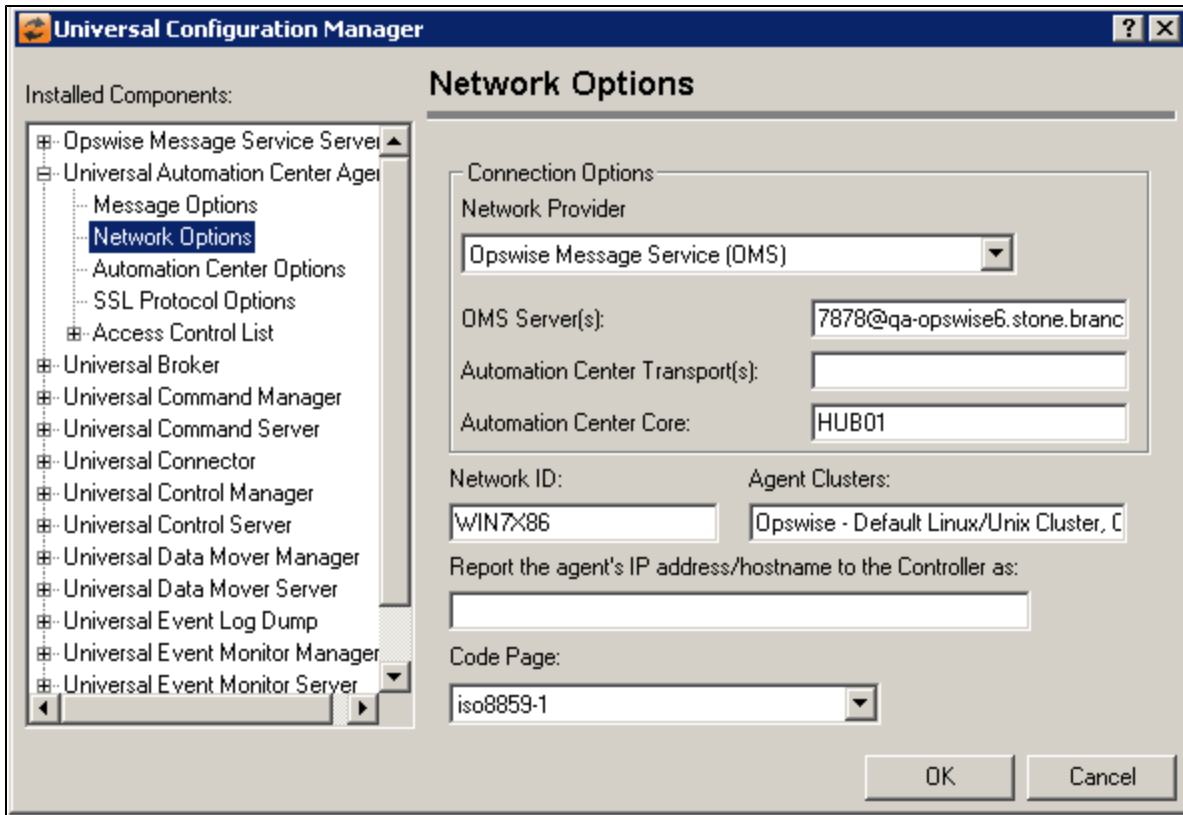 Universal Configuration Manager
Installed Components:
Opswise Message Service Server
Universal Automation Center Agen
Message Options
Network Options
Automation Center Options
SSL Protocol Options
Access Control List
Universal Broker
Universal Command Manager
Universal Command Server
Universal Connector
Universal Control Manager
Universal Control Server
Universal Data Mover Manager
Universal Data Mover Server
Universal Event Log Dump
Universal Event Monitor Manager
Universal Event Monitor Server
Network Options
Connection Options
Network Provider
Opswise Message Service (OMS)
OMS Server(s): 7878@qa-opswise6.stone.branc
Automation Center Transport(s):
Automation Center Core: HUB01
Network ID: Agent Clusters:
WIN7X86 Opswise - Default Linux/Unix Cluster,
Report the agent's IP address/hostname to the Controller as:
Code Page:
iso8859-1
OK Cancel